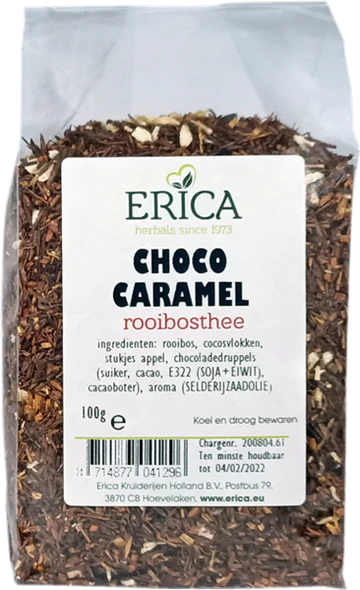 ERICA
herbals since 1973
CHOCO
CARAMEL
rooibosthee
ingredienten: rooibos, cocosvlokken,
stukjes appel, chocoladedruppels
(suiker, cacao, E322 (SOJA+EIWIT),
cacaoboter), aroma (SELDERIJZAADOLIE)
100g e
Koel en droog bewaren
Chargenr. 200804.61
Ten minste houdbaar
tot 04/02/2022
8 714877 041296
Erica Kruiderijen Holland B.V., Postbus 79,
3870 CB Hoevelaken, www.erica.eu